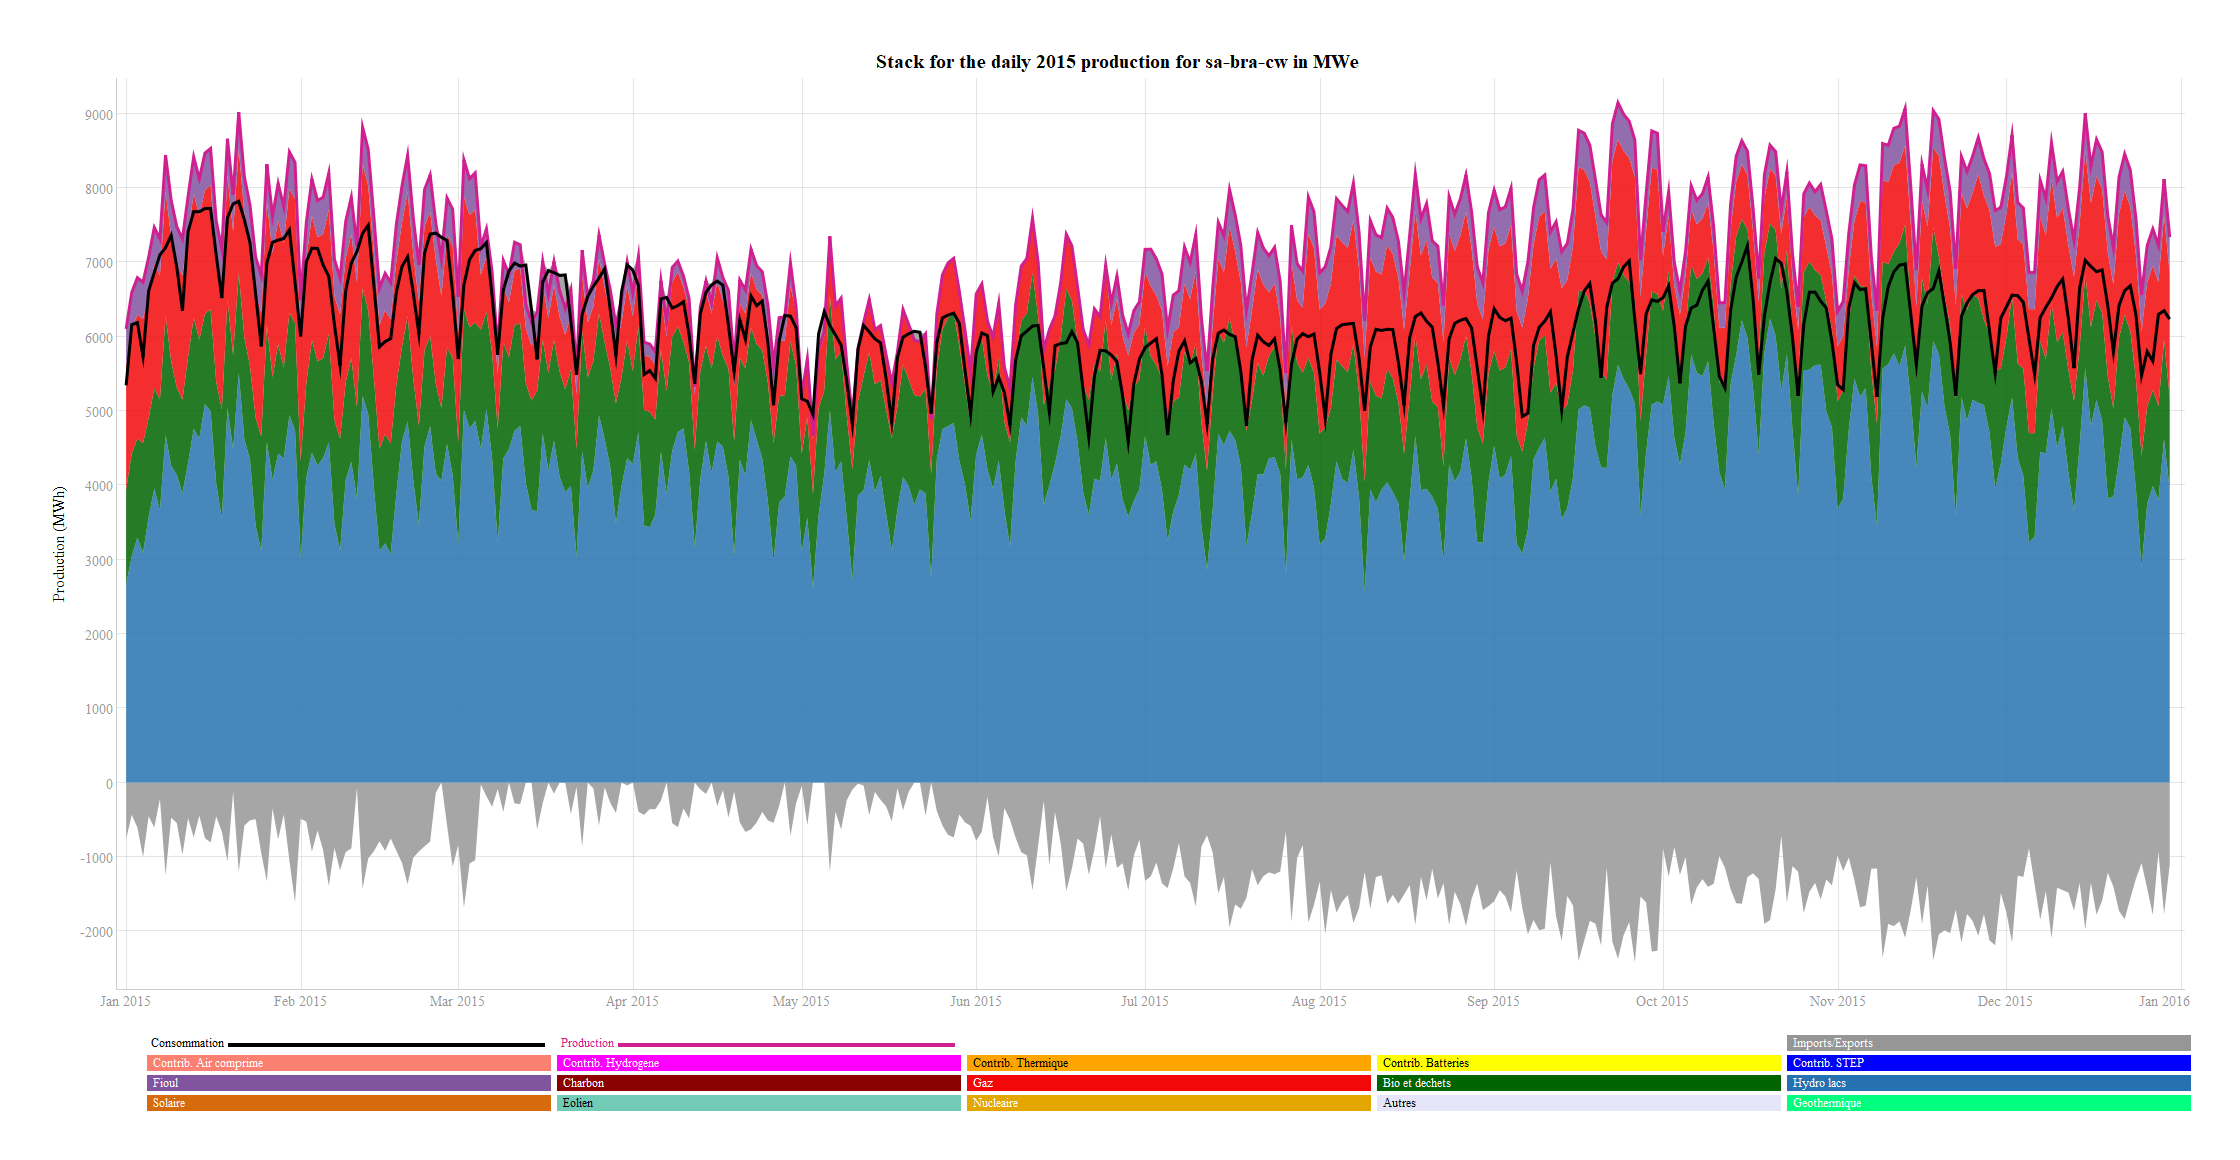 Stack for the daily 2015 production for sa-bra-cw in MWe
Production (MWh)
9000
8000
7000
6000
5000
4000
3000
2000
1000
0
-1000
-2000
Jan 2015 Feb 2015 Mar 2015 Apr 2015 May 2015 Jun 2015 Jul 2015 Aug 2015 Sep 2015 Oct 2015 Nov 2015 Dec 2015 Jan 2016
Consommation Production Imports/Exports
Contrib. Air comprime Contrib. Hydrogene Contrib. Thermique Contrib. Batteries Contrib. STEP
Fioul Charbon Gaz Bio et dechets Hydro lacs
Solaire Eolien Nucleaire Autres Geothermique